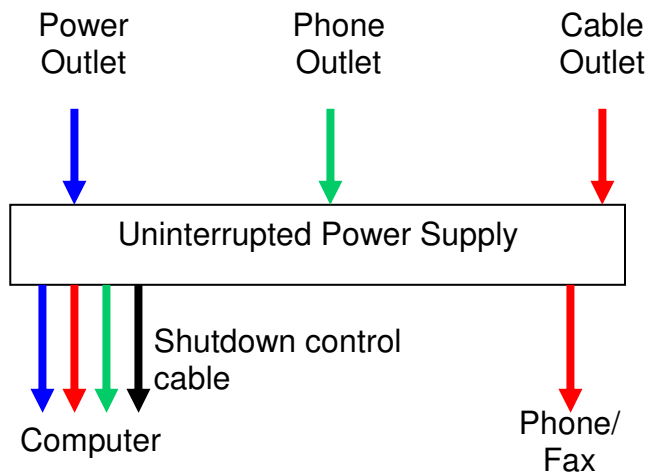 Power
Outlet
Phone
Outlet
Cable
Outlet
Uninterrupted Power Supply
Shutdown control
cable
Computer
Phone/
Fax